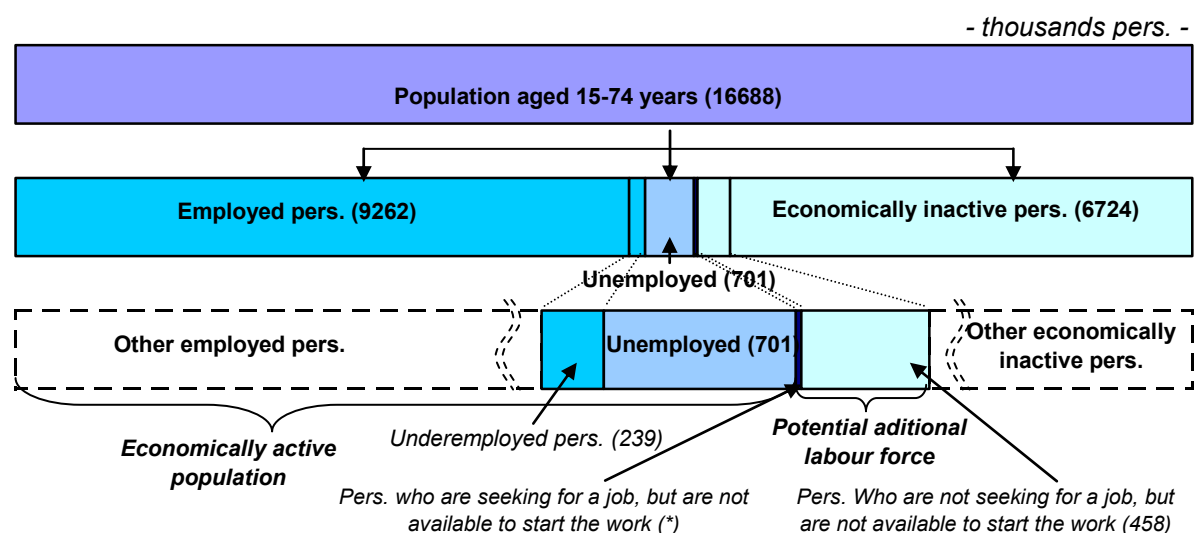 - thousands pers. -
Population aged 15-74 years (16688)
Employed pers. (9262)
Economically inactive pers. (6724)
Unemployed (701)
Other employed pers.
Unemployed (701)
Other economically
inactive pers.
Economically active
population
Underemployed pers. (239)
Potential aditional
labour force
Pers. who are seeking for a job, but are not
available to start the work (*)
Pers. Who are not seeking for a job, but
are not available to start the work (458)